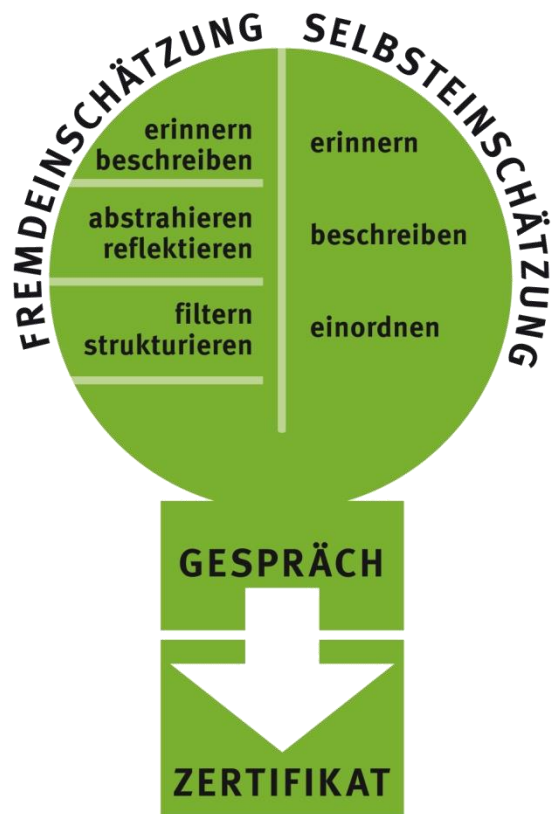 FREMDEINSCHÄTZUNG
SELBSTEINSCHÄTZUNG
erinnern
beschreiben
abstrahieren
reflektieren
filtern
strukturieren
erinnern
beschreiben
einordnen
GESPRÄCH
ZERTIFIKAT